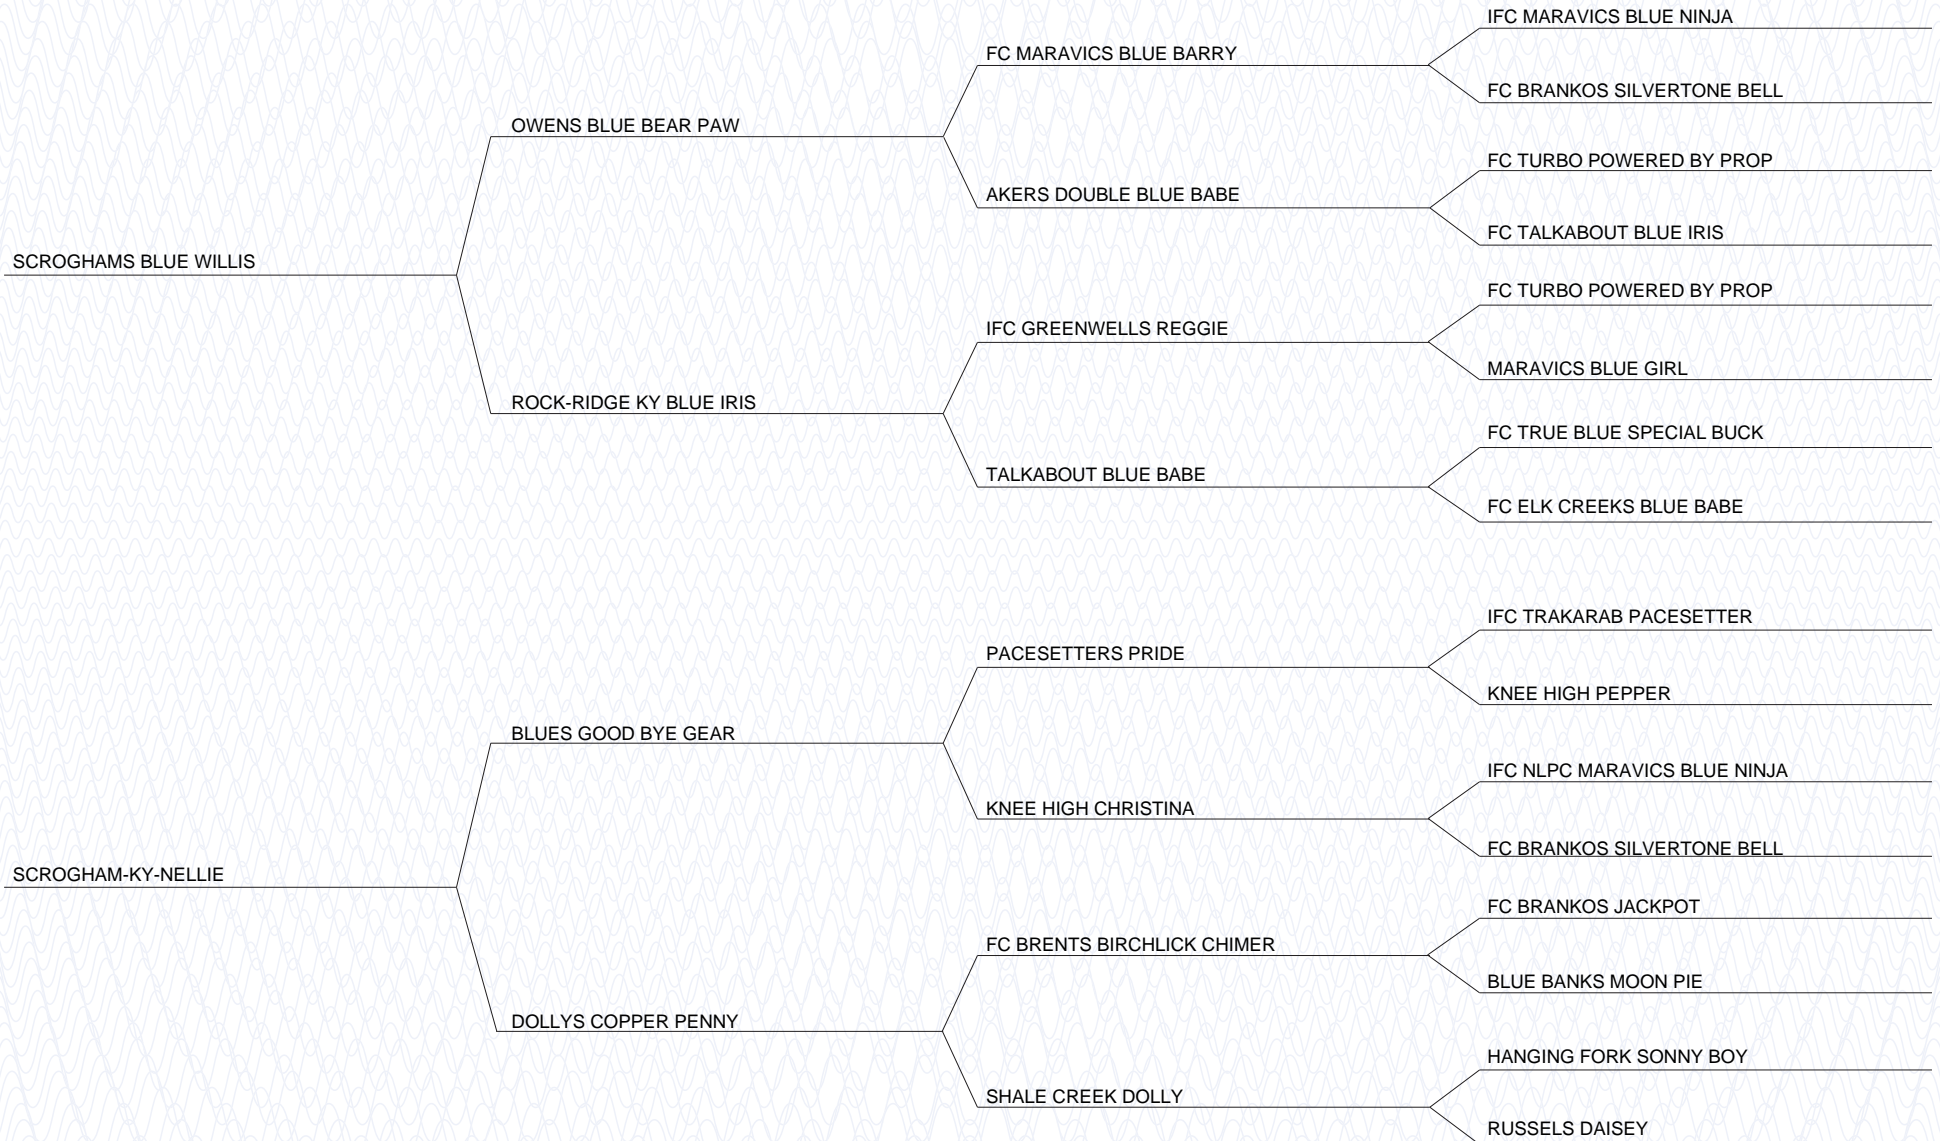 IFC MARAVICS BLUE NINJA
FC MARAVICS BLUE BARRY
FC BRANKOS SILVERTONE BELL
OWENS BLUE BEAR PAW
FC TURBO POWERED BY PROP
AKERS DOUBLE BLUE BABE
FC TALKABOUT BLUE IRIS
SCROGHAMS BLUE WILLIS
FC TURBO POWERED BY PROP
IFC GREENWELLS REGGIE
MARAVICS BLUE GIRL
ROCK-RIDGE KY BLUE IRIS
FC TRUE BLUE SPECIAL BUCK
TALKABOUT BLUE BABE
FC ELK CREEKS BLUE BABE
IFC TRAKARAB PACESETTER
PACESETTERS PRIDE
KNEE HIGH PEPPER
BLUES GOOD BYE GEAR
IFC NLPC MARAVICS BLUE NINJA
KNEE HIGH CHRISTINA
FC BRANKOS SILVERTONE BELL
SCROGHAM-KY-NELLIE
FC BRANKOS JACKPOT
FC BRENTS BIRCHLICK CHIMER
BLUE BANKS MOON PIE
DOLLYS COPPER PENNY
HANGING FORK SONNY BOY
SHALE CREEK DOLLY
RUSSELS DAISEY